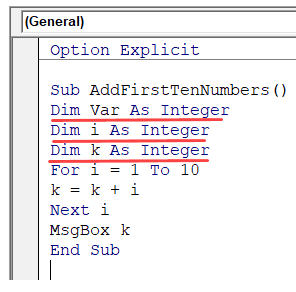 (General)
Option Explicit
Sub AddFirstTenNumbers()
Dim Var As Integer
Dim i As Integer
Dim k As Integer
For i = 1 To 10
k = k + i
Next i
MsgBox k
End Sub